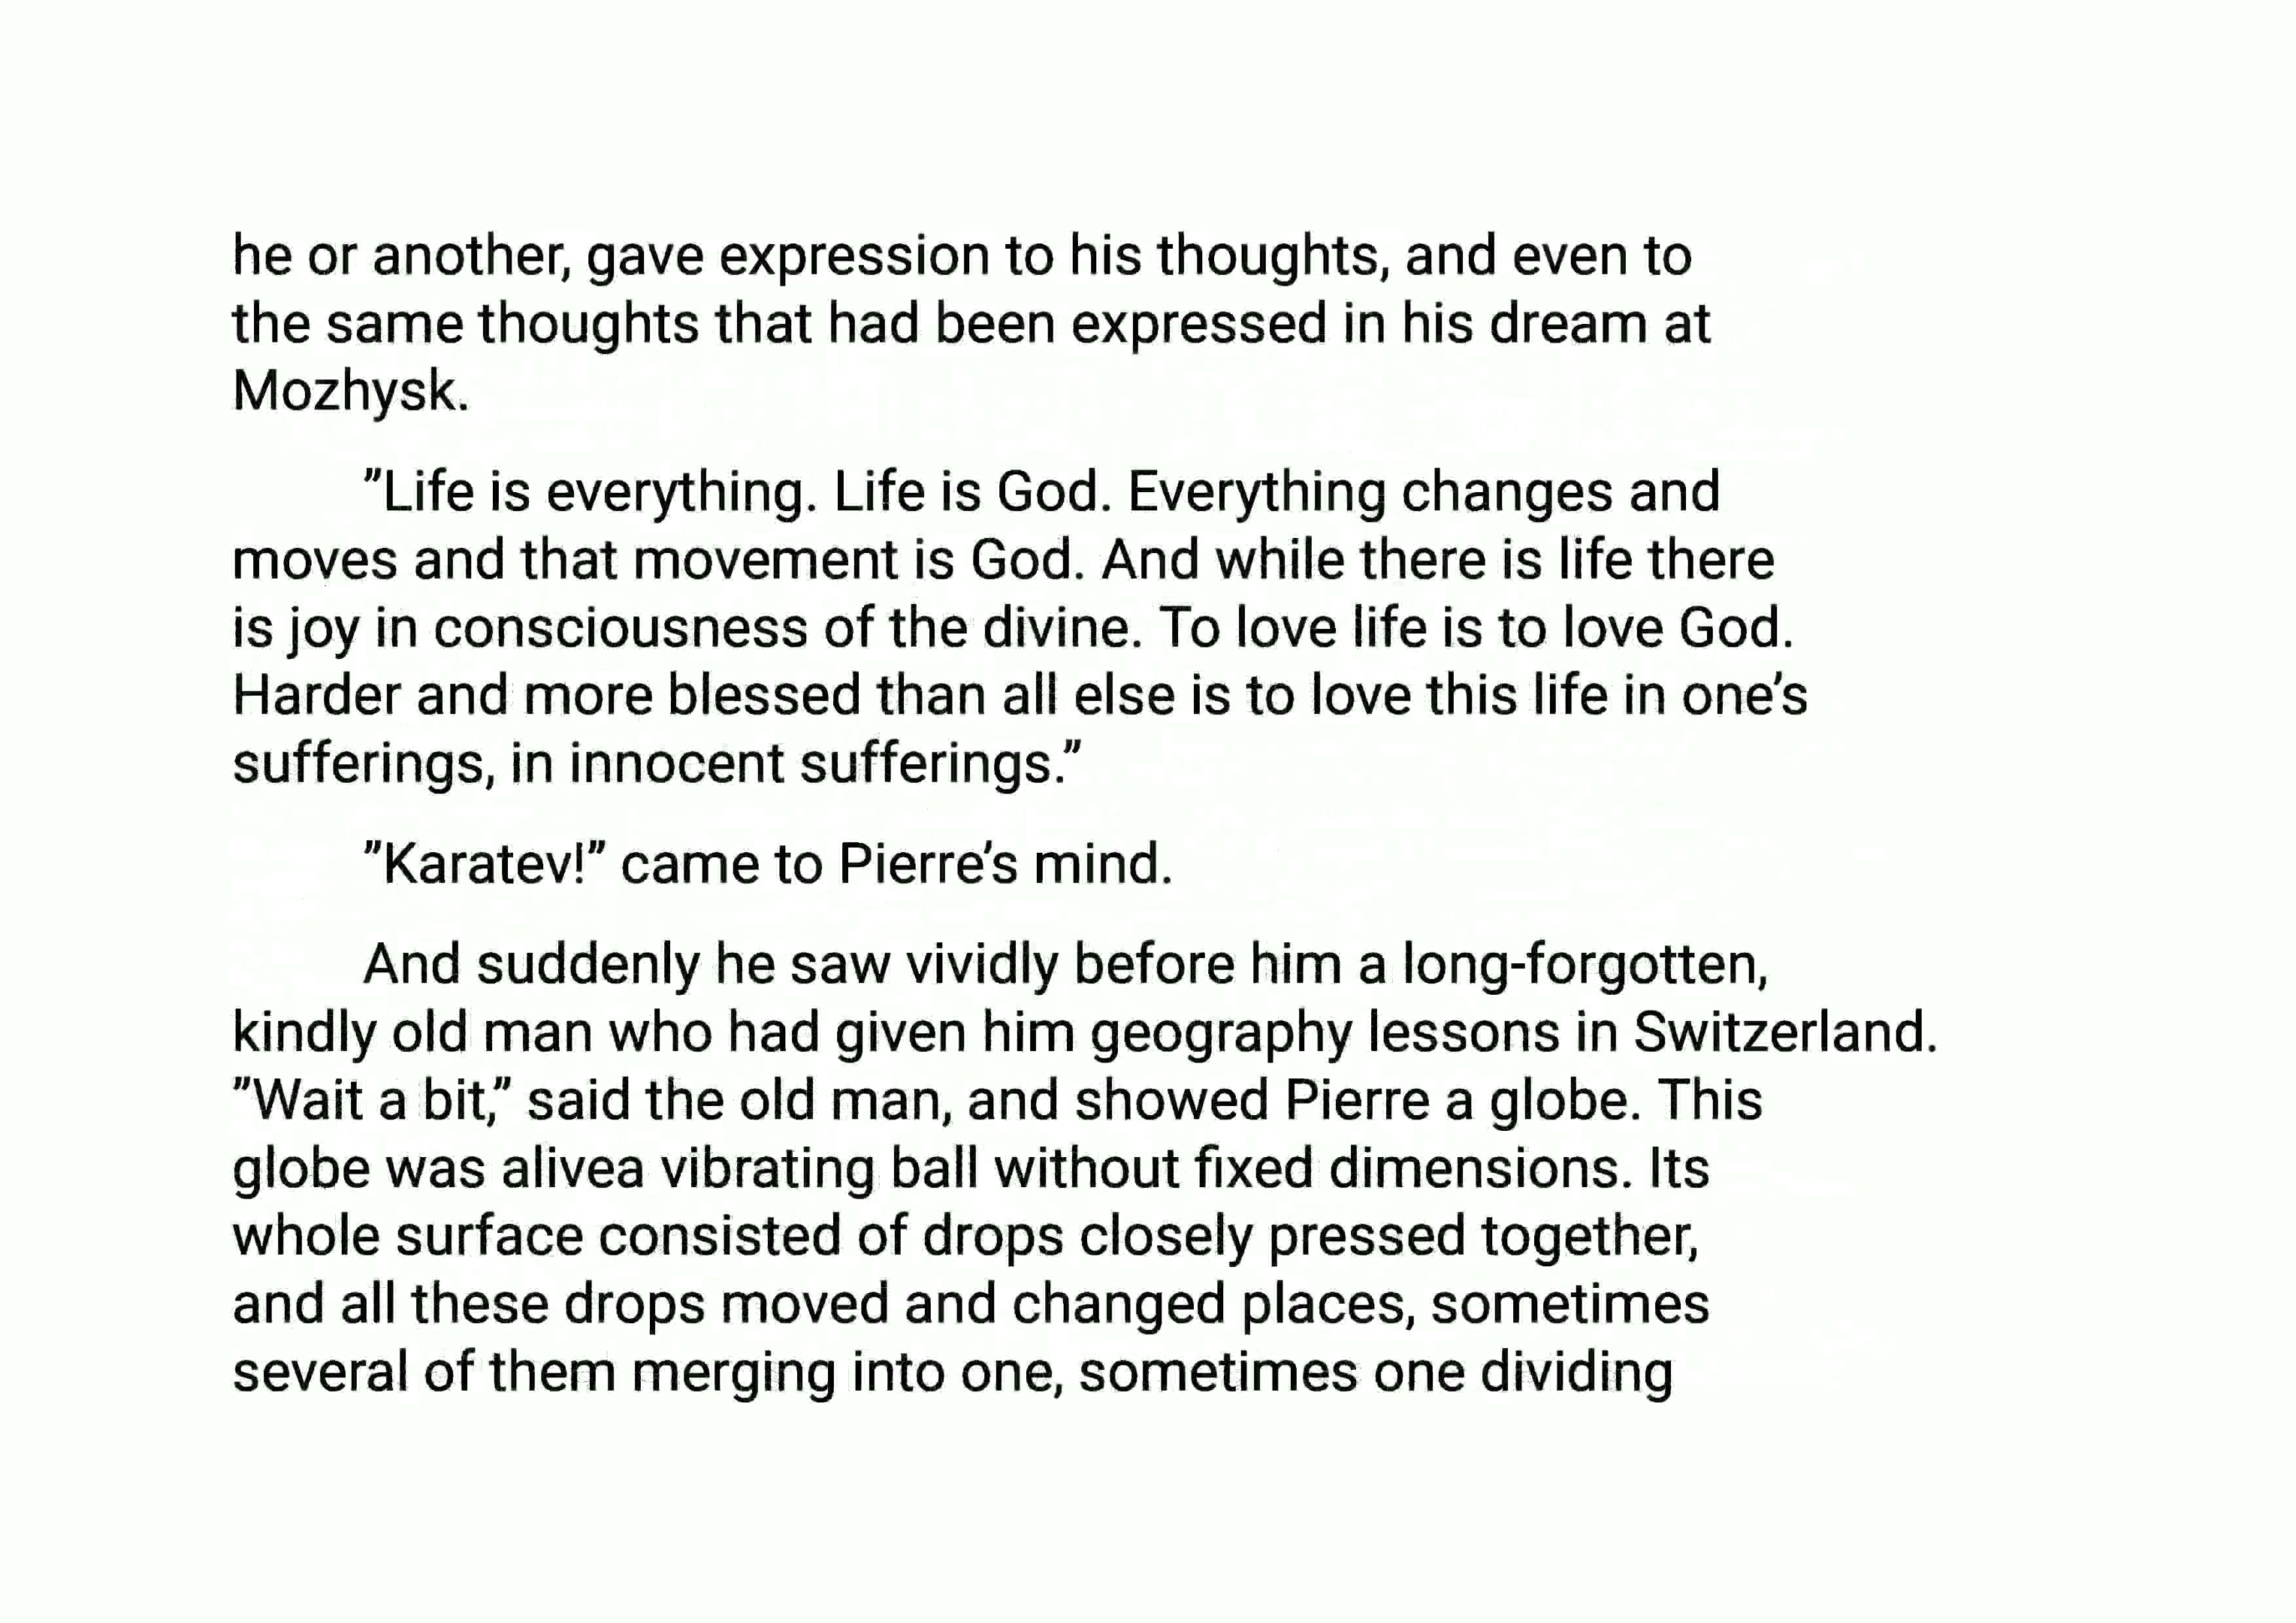 he or another, gave expression to his thoughts, and even to
the same thoughts that had been expressed in his dream at
Mozhysk.
”Life is everything. Life is God. Everything changes and
moves and that movement is God. And while there is life there
is joy in consciousness of the divine. To love life is to love God.
Harder and more blessed than all else is to love this life in one’s
sufferings, in innocent sufferings.”
”Karatev!” came to Pierre’s mind.
And suddenly he saw vividly before him a long-forgotten,
kindly old man who had given him geography lessons in Switzerland.
”Wait a bit,” said the old man, and showed Pierre a globe. This
globe was alivea vibrating ball without fixed dimensions. Its
whole surface consisted of drops closely pressed together,
and all these drops moved and changed places, sometimes
several of them merging into one, sometimes one dividing